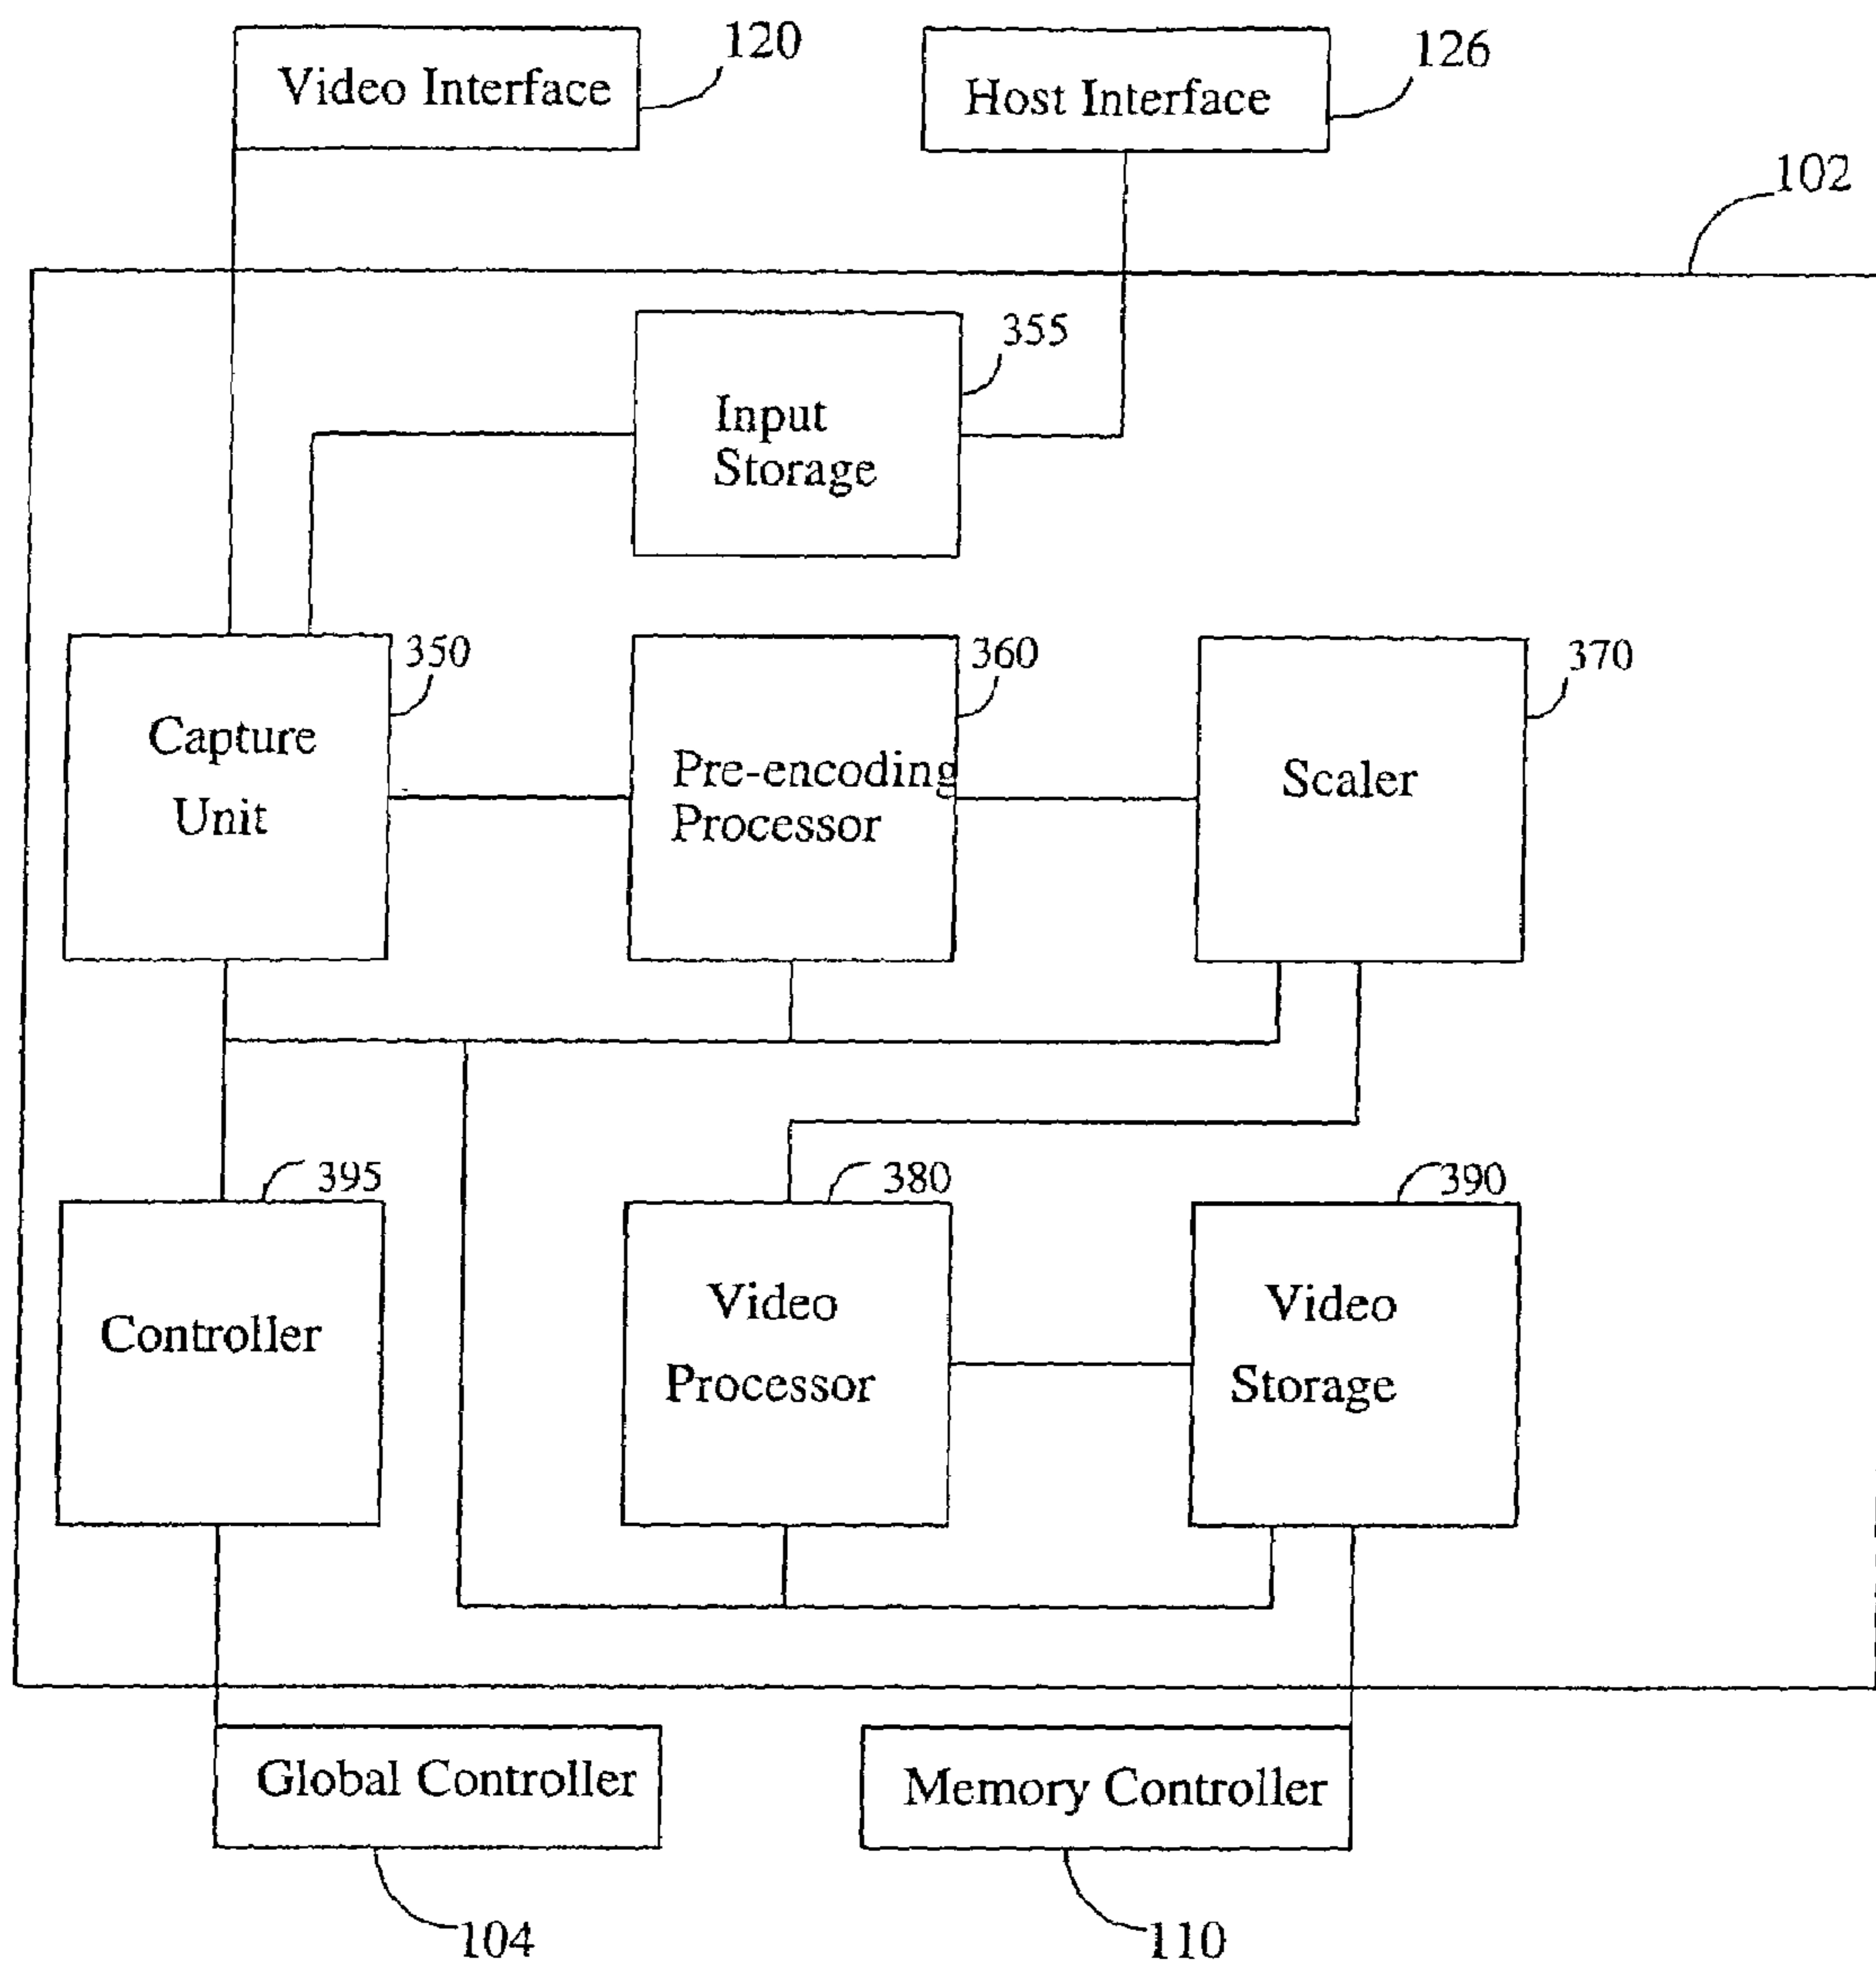 Video Interface
120
Host Interface
126
102
Input
Storage
355
Capture
Unit
350
Pre-encoding
Processor
360
Scaler
370
Controller
395
Video
Processor
380
Video
Storage
390
Global Controller
104
Memory Controller
110